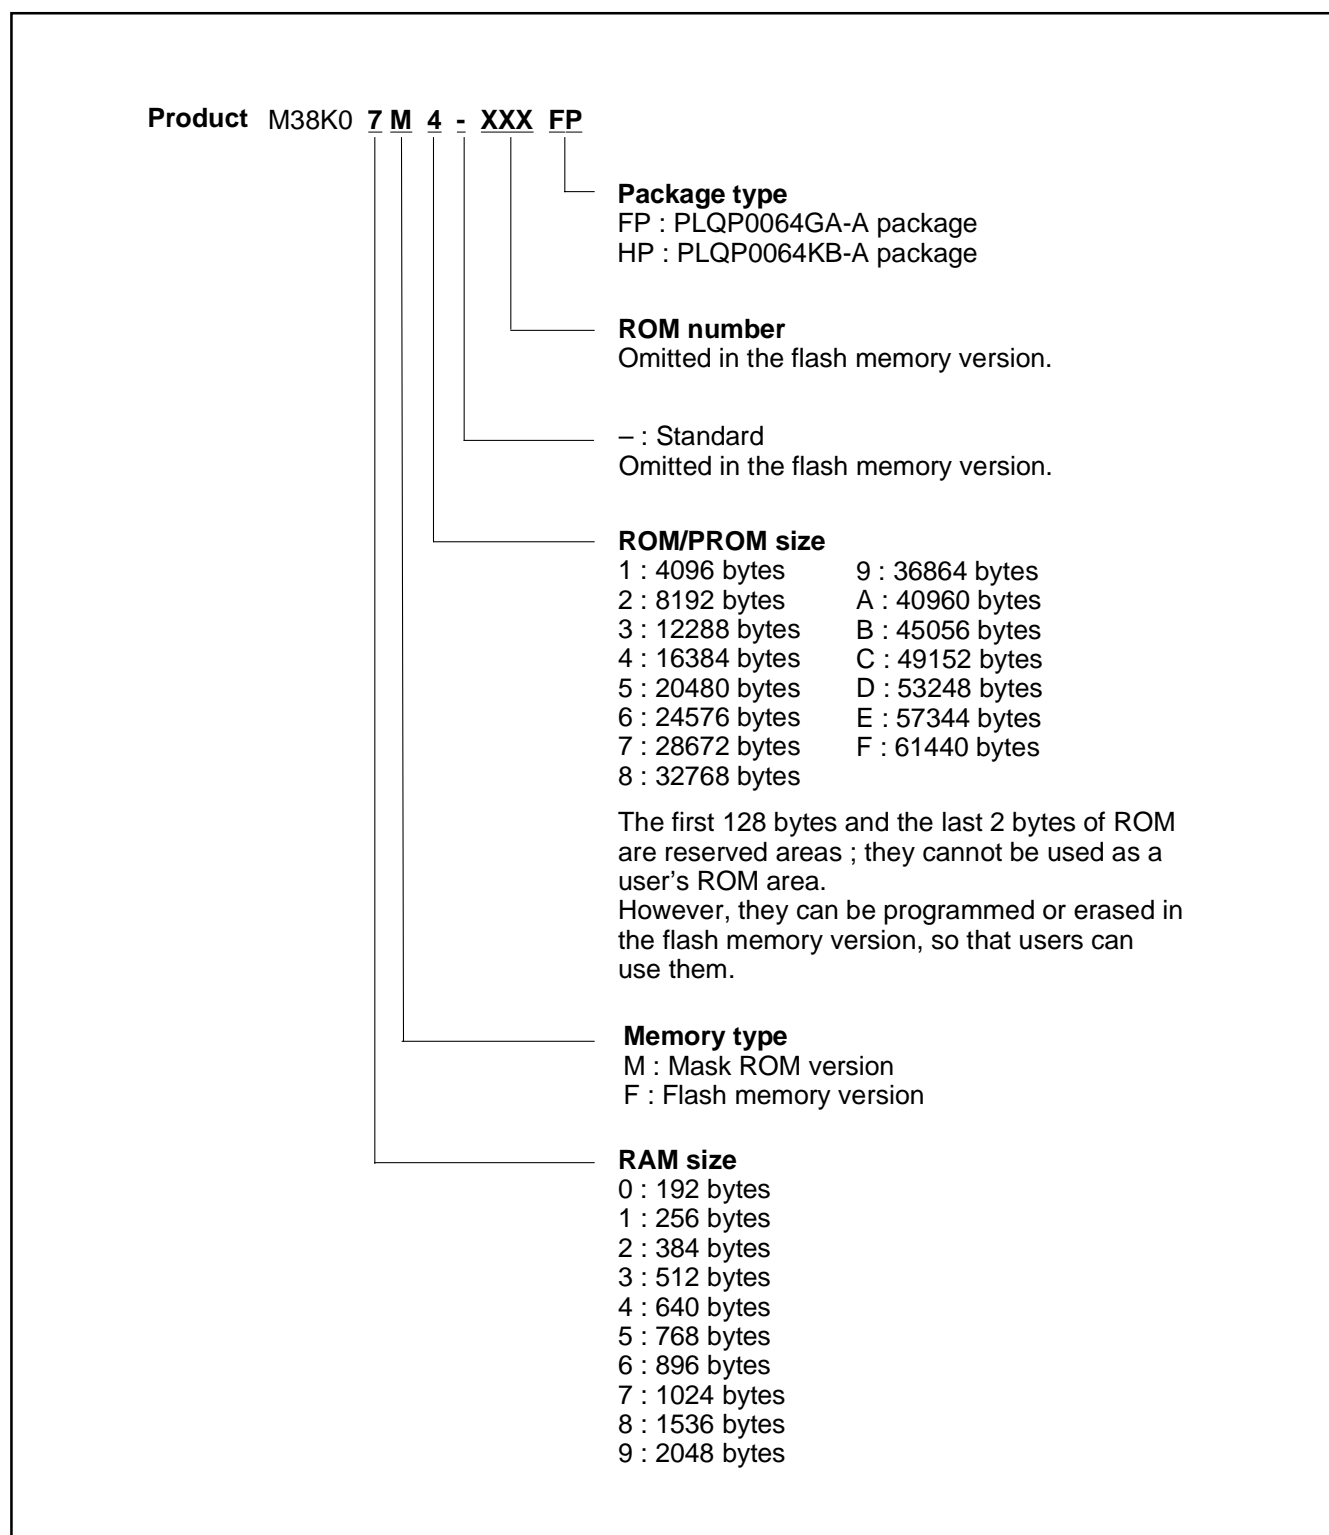 Product M38K0 7 M 4 - XXX FP
Package type
FP : PLQP0064GA-A package
HP : PLQP0064KB-A package
ROM number
Omitted in the flash memory version.
– : Standard
Omitted in the flash memory version.
ROM/PROM size
1 : 4096 bytes
2 : 8192 bytes
3 : 12288 bytes
4 : 16384 bytes
5 : 20480 bytes
6 : 24576 bytes
7 : 28672 bytes
8 : 32768 bytes
9 : 36864 bytes
A : 40960 bytes
B : 45056 bytes
C : 49152 bytes
D : 53248 bytes
E : 57344 bytes
F : 61440 bytes
The first 128 bytes and the last 2 bytes of ROM
are reserved areas ; they cannot be used as a
user’s ROM area.
However, they can be programmed or erased in
the flash memory version, so that users can
use them.
Memory type
M : Mask ROM version
F : Flash memory version
RAM size
0 : 192 bytes
1 : 256 bytes
2 : 384 bytes
3 : 512 bytes
4 : 640 bytes
5 : 768 bytes
6 : 896 bytes
7 : 1024 bytes
8 : 1536 bytes
9 : 2048 bytes